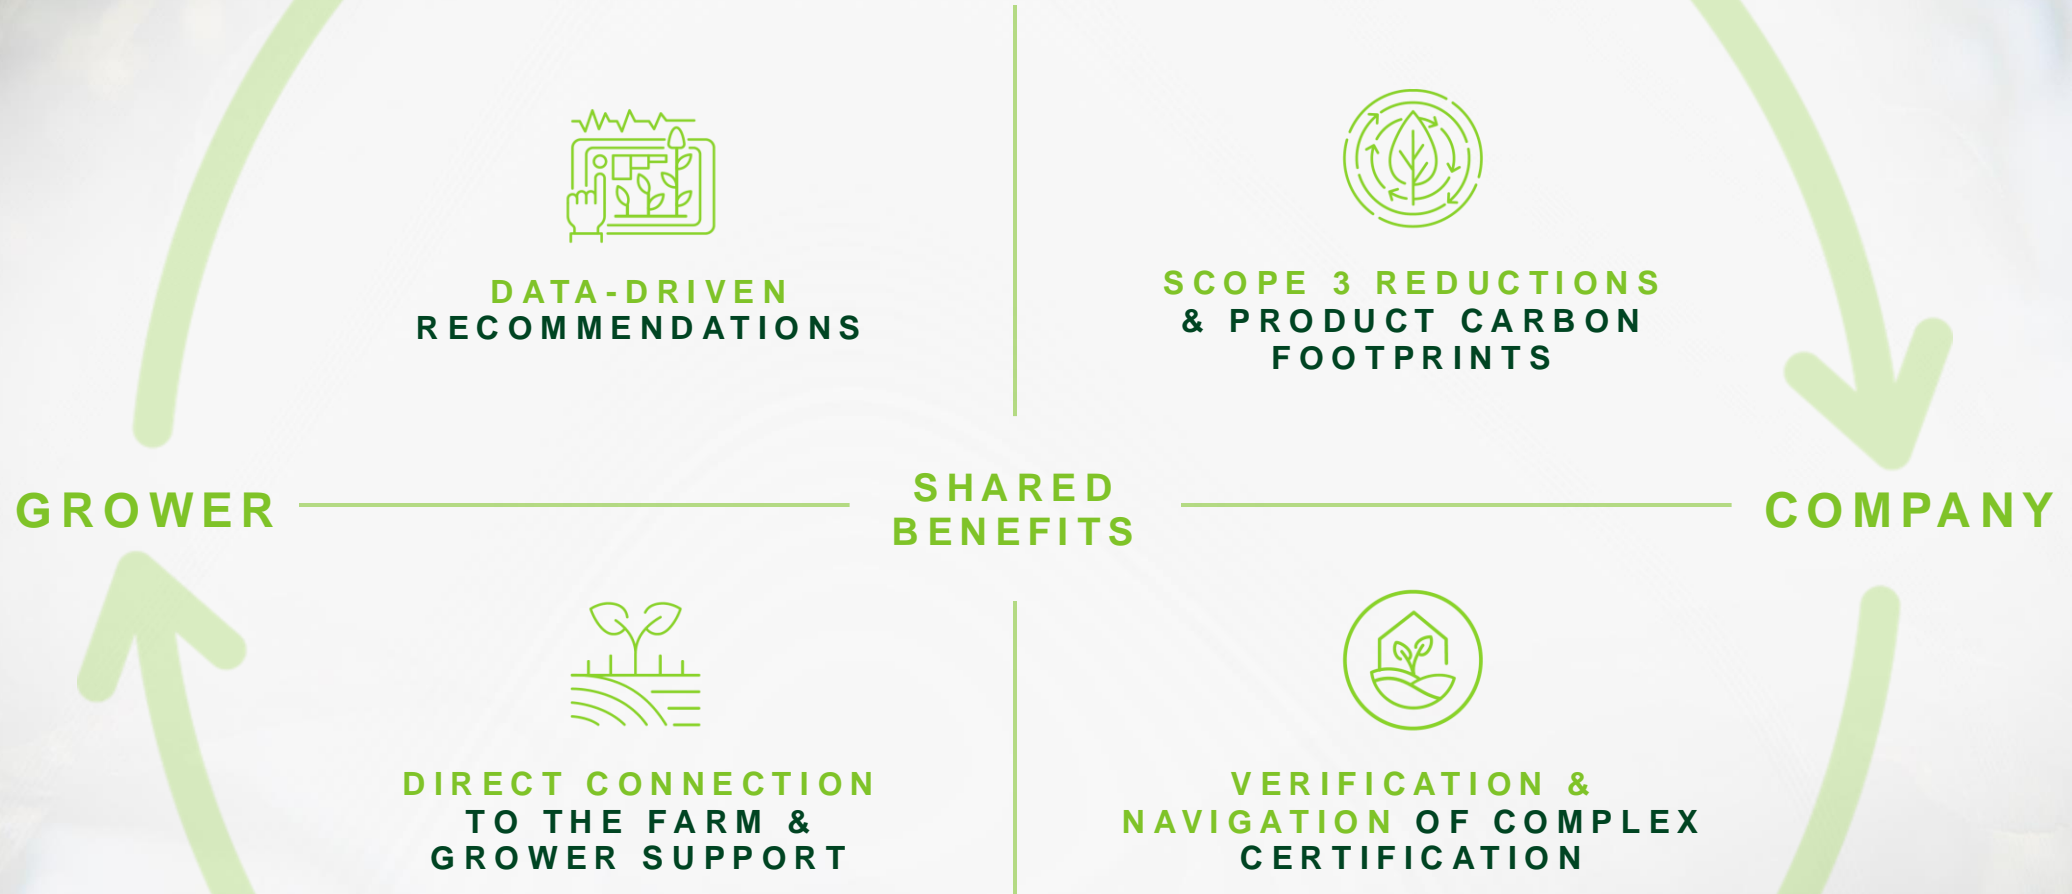 DATA-DRIVEN
RECOMMENDATIONS
SCOPE 3 REDUCTIONS
& PRODUCT CARBON
FOOTPRINTS
GROWER
SHARED
BENEFITS
COMPANY
DIRECT CONNECTION
TO THE FARM &
GROWER SUPPORT
VERIFICATION &
NAVIGATION OF COMPLEX
CERTIFICATION